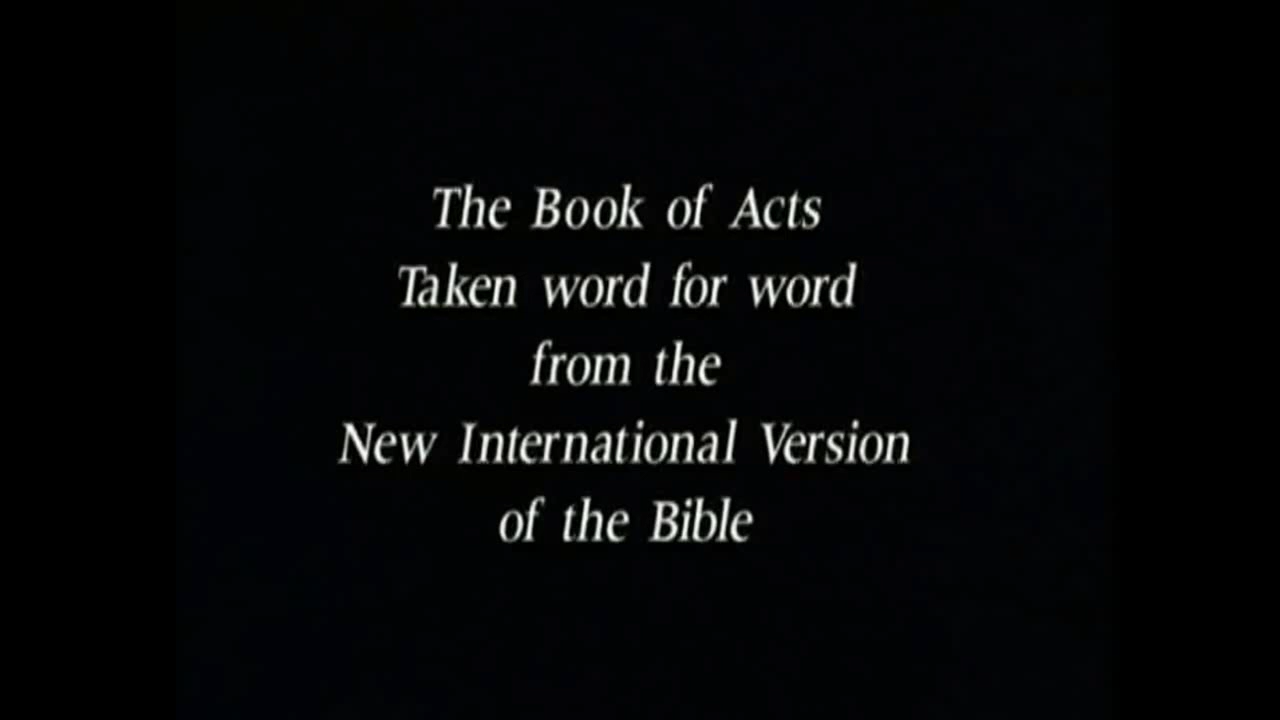 The Book of Acts
Taken word for word
from the
New International Version
of the Bible